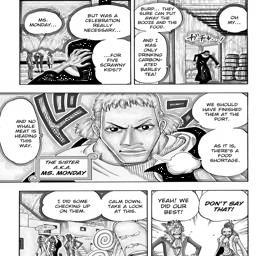 OH,
MY...
BURP... THEY
SURE CAN PUT
AWAY THE
BOOZE AND
THE FOOD.
AND I
WAS ONLY
DRINKING
CARBON-
ATED
BARLEY
TEA!
BUT WAS A
CELEBRATION
REALLY
NECESSARY...
...FOR
FIVE
SCRAWNY
KIDS!?
MS.
MONDAY...
WE SHOULD
HAVE FINISHED
THEM AT THE
PORT.
AS IT IS,
THERE'S
A FOOD
SHORTAGE.
AND NO
WHALE
MEAT IS
HEADING
THIS WAY.
THE SISTER
A.K.A.
MS. MONDAY
DON'T SAY
THAT!
YEAH! WE
DID OUR
BEST!
CALM DOWN.
TAKE A LOOK
AT THIS.
I DID SOME
CHECKING UP
ON THEM.